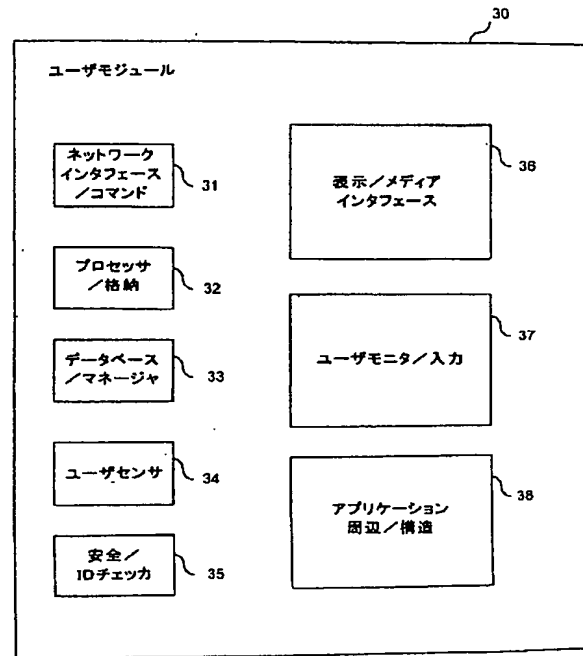 30
ユーザモジュール
ネットワーク
インタフェース
／コマンド
31
プロセッサ
／格納
32
データベース
／マネージャ
33
ユーザセンサ
34
安全／
IDチェッカ
35
表示／メディア
インタフェース
36
ユーザモニタ／入力
37
アプリケーション
周辺／構造
38